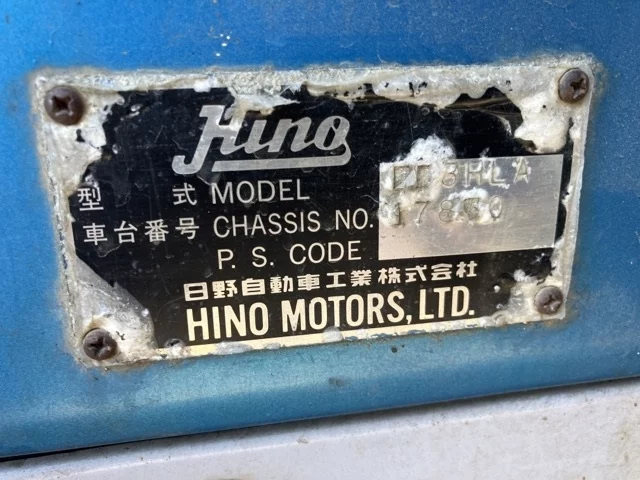 Hino
型 式 MODEL
車台番号 CHASSIS NO.
P. S. CODE
日野自動車工業株式会社
HINO MOTORS, LTD.